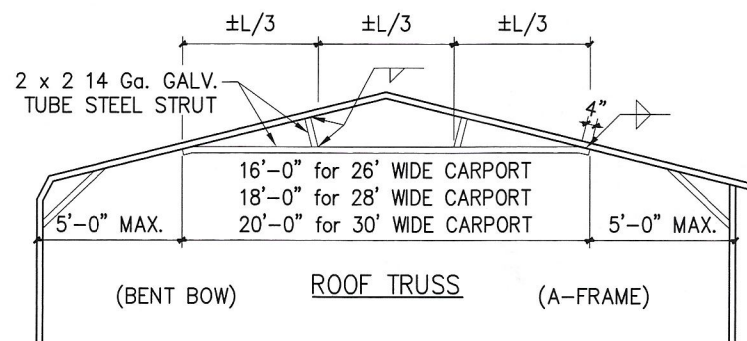 ±L/3 ±L/3 ±L/3
2 x 2 14 Ga. GALV.
TUBE STEEL STRUT
4"
16'-0" for 26' WIDE CARPORT
18'-0" for 28' WIDE CARPORT
20'-0" for 30' WIDE CARPORT
5'-0" MAX. 5'-0" MAX.
(BENT BOW) ROOF TRUSS (A-FRAME)